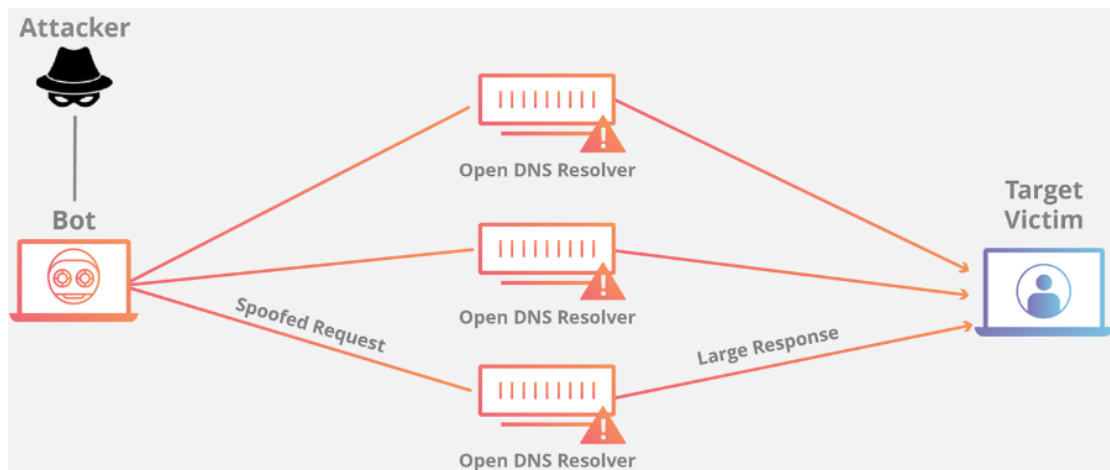 Attacker
Bot
Open DNS Resolver
Open DNS Resolver
Spoofed Request
Open DNS Resolver
Large Response
Target
Victim